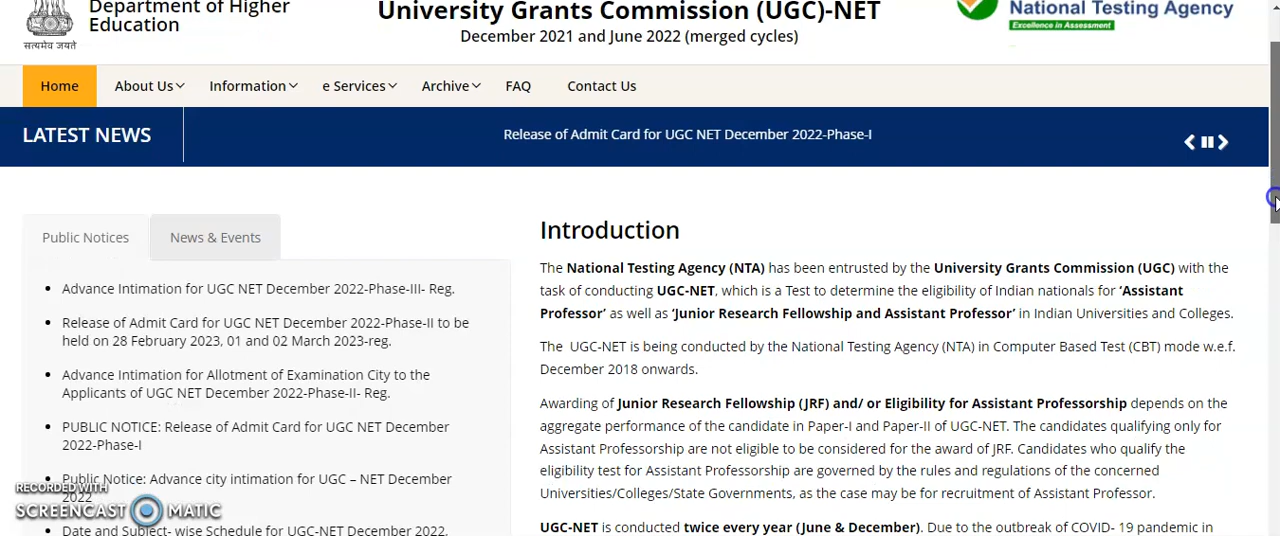 Department of Higher
Education
सत्यमेव जयते
University Grants Commission (UGC)-NET
December 2021 and June 2022 (merged cycles)
National Testing Agency
Excellence in Assessment
Home
About Us
Information
e Services
Archive
FAQ
Contact Us
LATEST NEWS
Release of Admit Card for UGC NET December 2022-Phase-I
Public Notices
News & Events
Advance Intimation for UGC NET December 2022-Phase-III- Reg.
Release of Admit Card for UGC NET December 2022-Phase-II to be
held on 28 February 2023, 01 and 02 March 2023-reg.
Advance Intimation for Allotment of Examination City to the
Applicants of UGC NET December 2022-Phase-II- Reg.
PUBLIC NOTICE: Release of Admit Card for UGC NET December
2022-Phase-I
Public Notice: Advance city intimation for UGC – NET December
2022
Date and Subject- wise Schedule for UGC-NET December 2022.
Introduction
The National Testing Agency (NTA) has been entrusted by the University Grants Commission (UGC) with the
task of conducting UGC-NET, which is a Test to determine the eligibility of Indian nationals for ‘Assistant
Professor’ as well as ‘Junior Research Fellowship and Assistant Professor’ in Indian Universities and Colleges.
The UGC-NET is being conducted by the National Testing Agency (NTA) in Computer Based Test (CBT) mode w.e.f.
December 2018 onwards.
Awarding of Junior Research Fellowship (JRF) and/ or Eligibility for Assistant Professorship depends on the
aggregate performance of the candidate in Paper-I and Paper-II of UGC-NET. The candidates qualifying only for
Assistant Professorship are not eligible to be considered for the award of JRF. Candidates who qualify the
eligibility test for Assistant Professorship are governed by the rules and regulations of the concerned
Universities/Colleges/State Governments, as the case may be for recruitment of Assistant Professor.
UGC-NET is conducted twice every year (June & December). Due to the outbreak of COVID- 19 pandemic in
RECORDED WITH
SCREENCAST MATIC